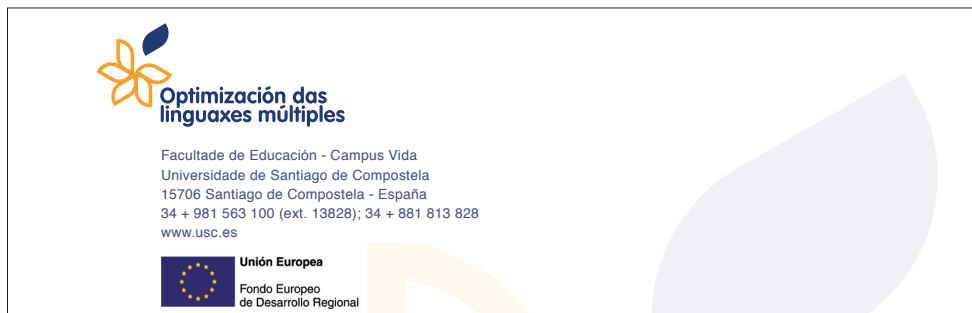 Optimización das
linguaxes múltiples
Facultade de Educación - Campus Vida
Universidade de Santiago de Compostela
15706 Santiago de Compostela - España
34 + 981 563 100 (ext. 13828); 34 + 881 813 828
www.usc.es
Unión Europea
Fondo Europeo
de Desarrollo Regional